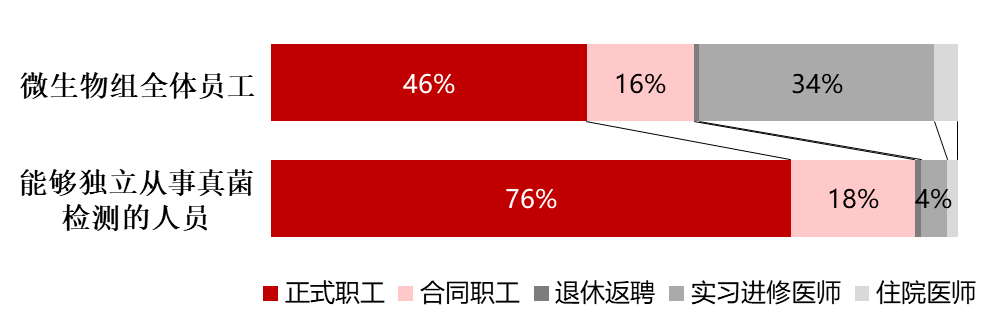 微生物组全体员工
46%
16%
34%
能够独立从事真菌
检测的人员
76%
18%
4%
正式职工
合同职工
退休返聘
实习进修医师
住院医师